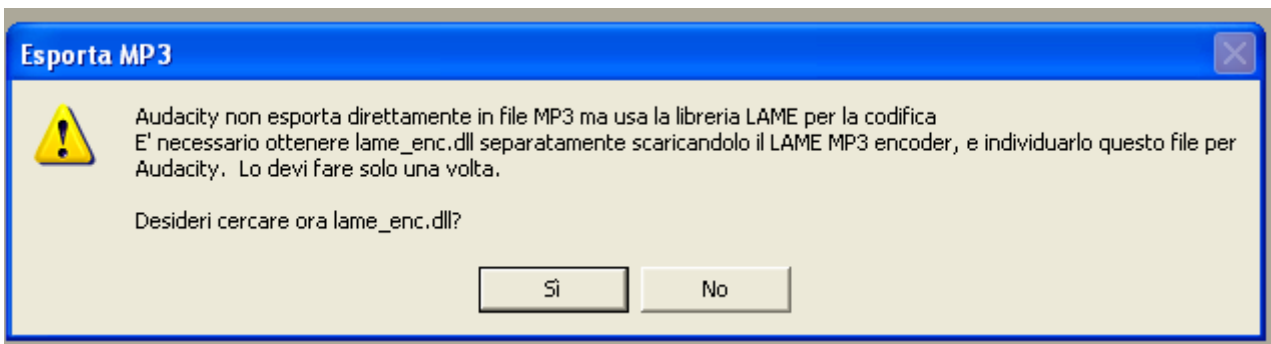 Esporta MP3
Audacity non esporta direttamente in file MP3 ma usa la libreria LAME per la codifica
E' necessario ottenere lame_enc.dll separatamente scaricandolo il LAME MP3 encoder, e individuarlo questo file per
Audacity. Lo devi fare solo una volta.
Desideri cercare ora lame_enc.dll?
Sì
No